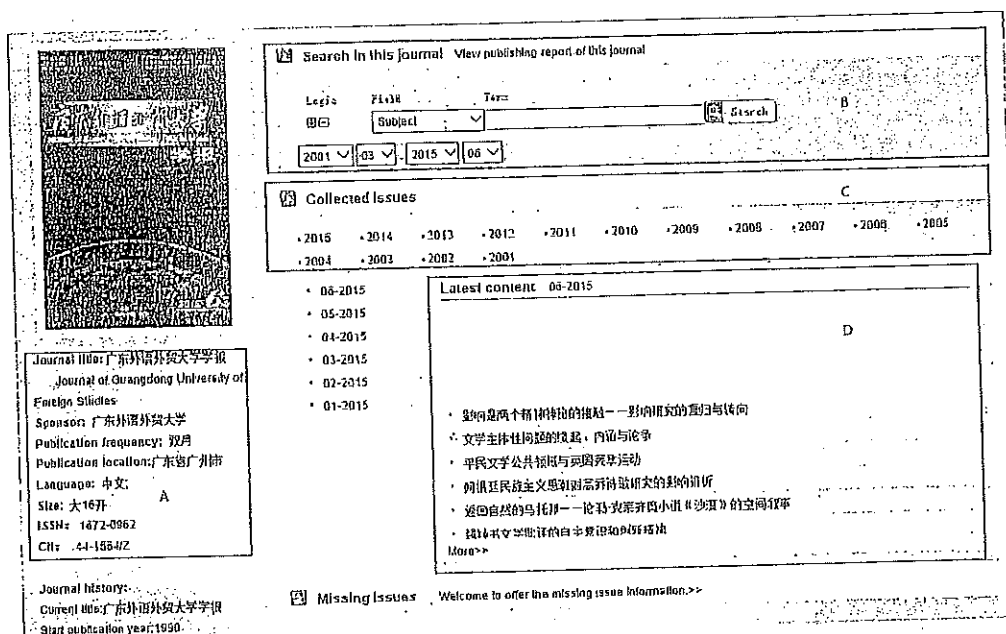 Search in this journal View publishing report of this journal
Logic Field Term
Subject Search
B
2001 03 - 2015 06
Collected Issues
C
2015 2014 2013 2012 2011 2010 2009 2008 2007 2006 2005
2004 2003 2002 2001
06-2015
05-2015
04-2015
03-2015
02-2015
01-2015
Latest content 06-2015
D
文学主体性问题的缘起、内涵与论争
平民文学公共领域与英国宪章运动
More>>
Journal title: 广东外语外贸大学学报
Journal of Guangdong University of
Foreign Studies
Sponsor: 广东外语外贸大学
Publication frequency: 双月
Publication location: 广东省广州市
Language: 中文;
Size: 大16开
A
ISSN: 1672-0962
CN:
Journal history:
Current title: 广东外语外贸大学学报
Start publication year: 1990
Missing Issues Welcome to offer the missing issue information.>>